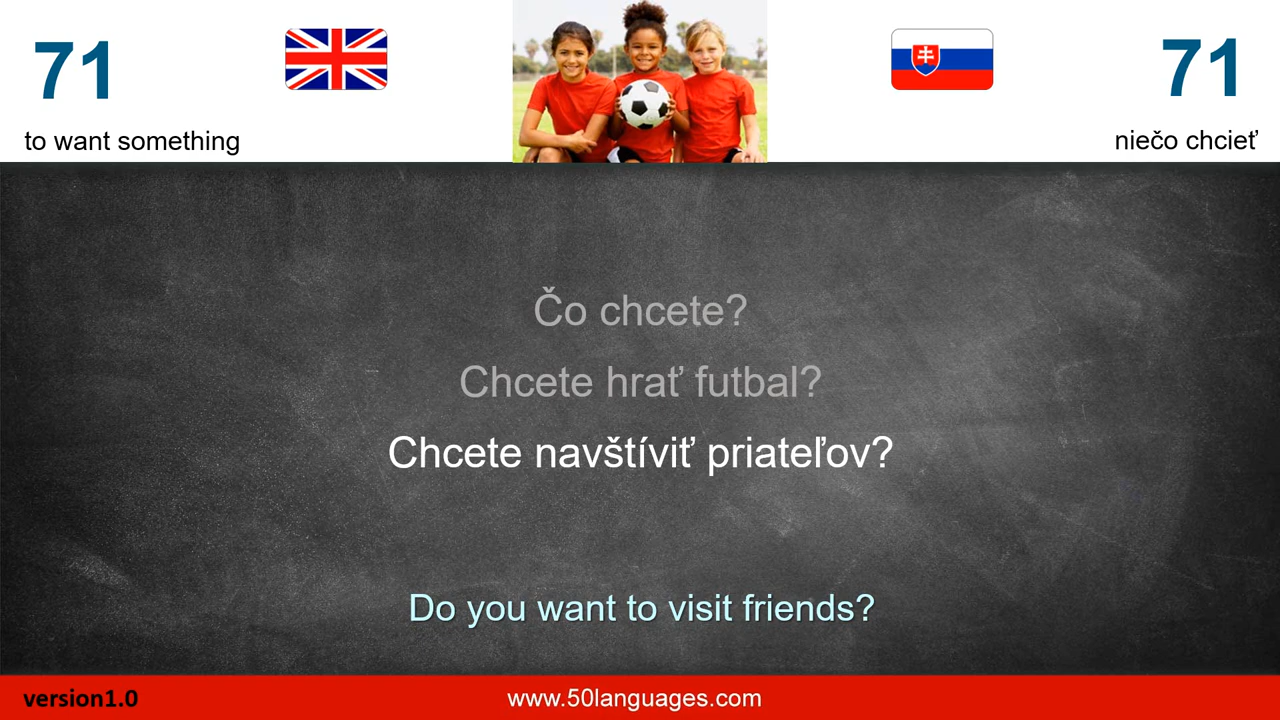 71
71
to want something
niečo chcieť
Čo chcete?
Chcete hrať futbal?
Chcete navštíviť priateľov?
Do you want to visit friends?
version1.0
www.50languages.com